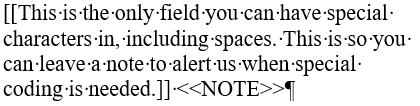 [[This·is·the·only·field·you·can·have·special·
characters·in,·including·spaces.·This·is·so·you·
can·leave·a·note·to·alert·us·when·special·
coding·is·needed.]]·<<NOTE>>¶